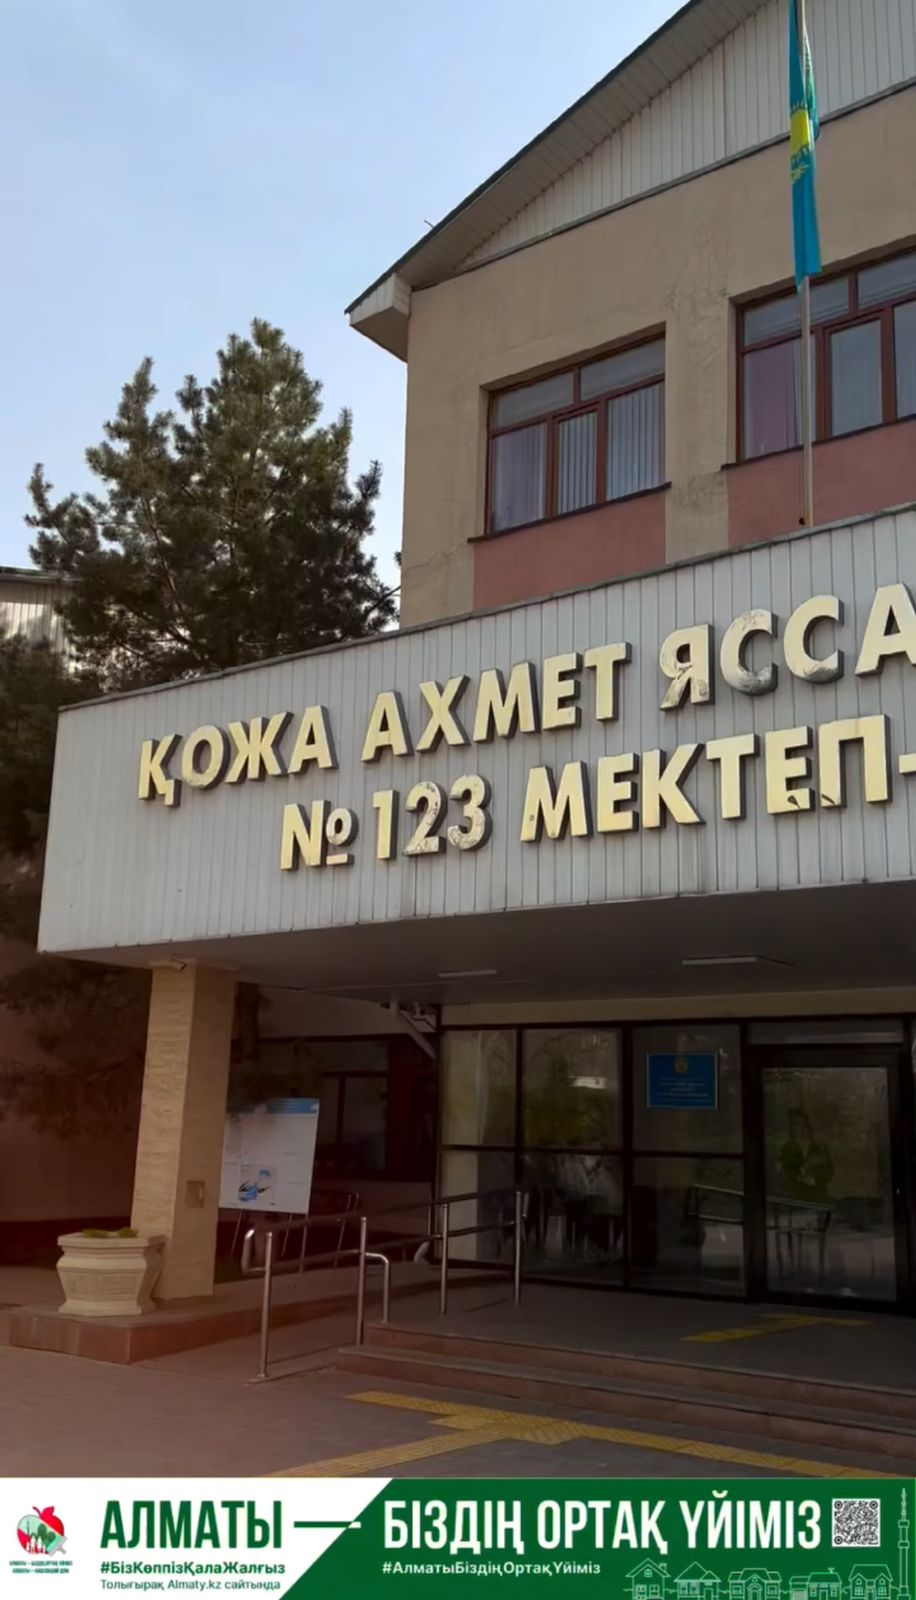 ҚОЖА АХМЕТ ЯССА
№ 123 МЕКТЕП-
АЛМАТЫ — БІЗДІҢ ОРТАҚ ҮЙІМІЗ
#БізКөппізҚалаЖалғыз
#АлматыБіздіңОртақҮйіміз
Толығырақ Almaty.kz сайтында